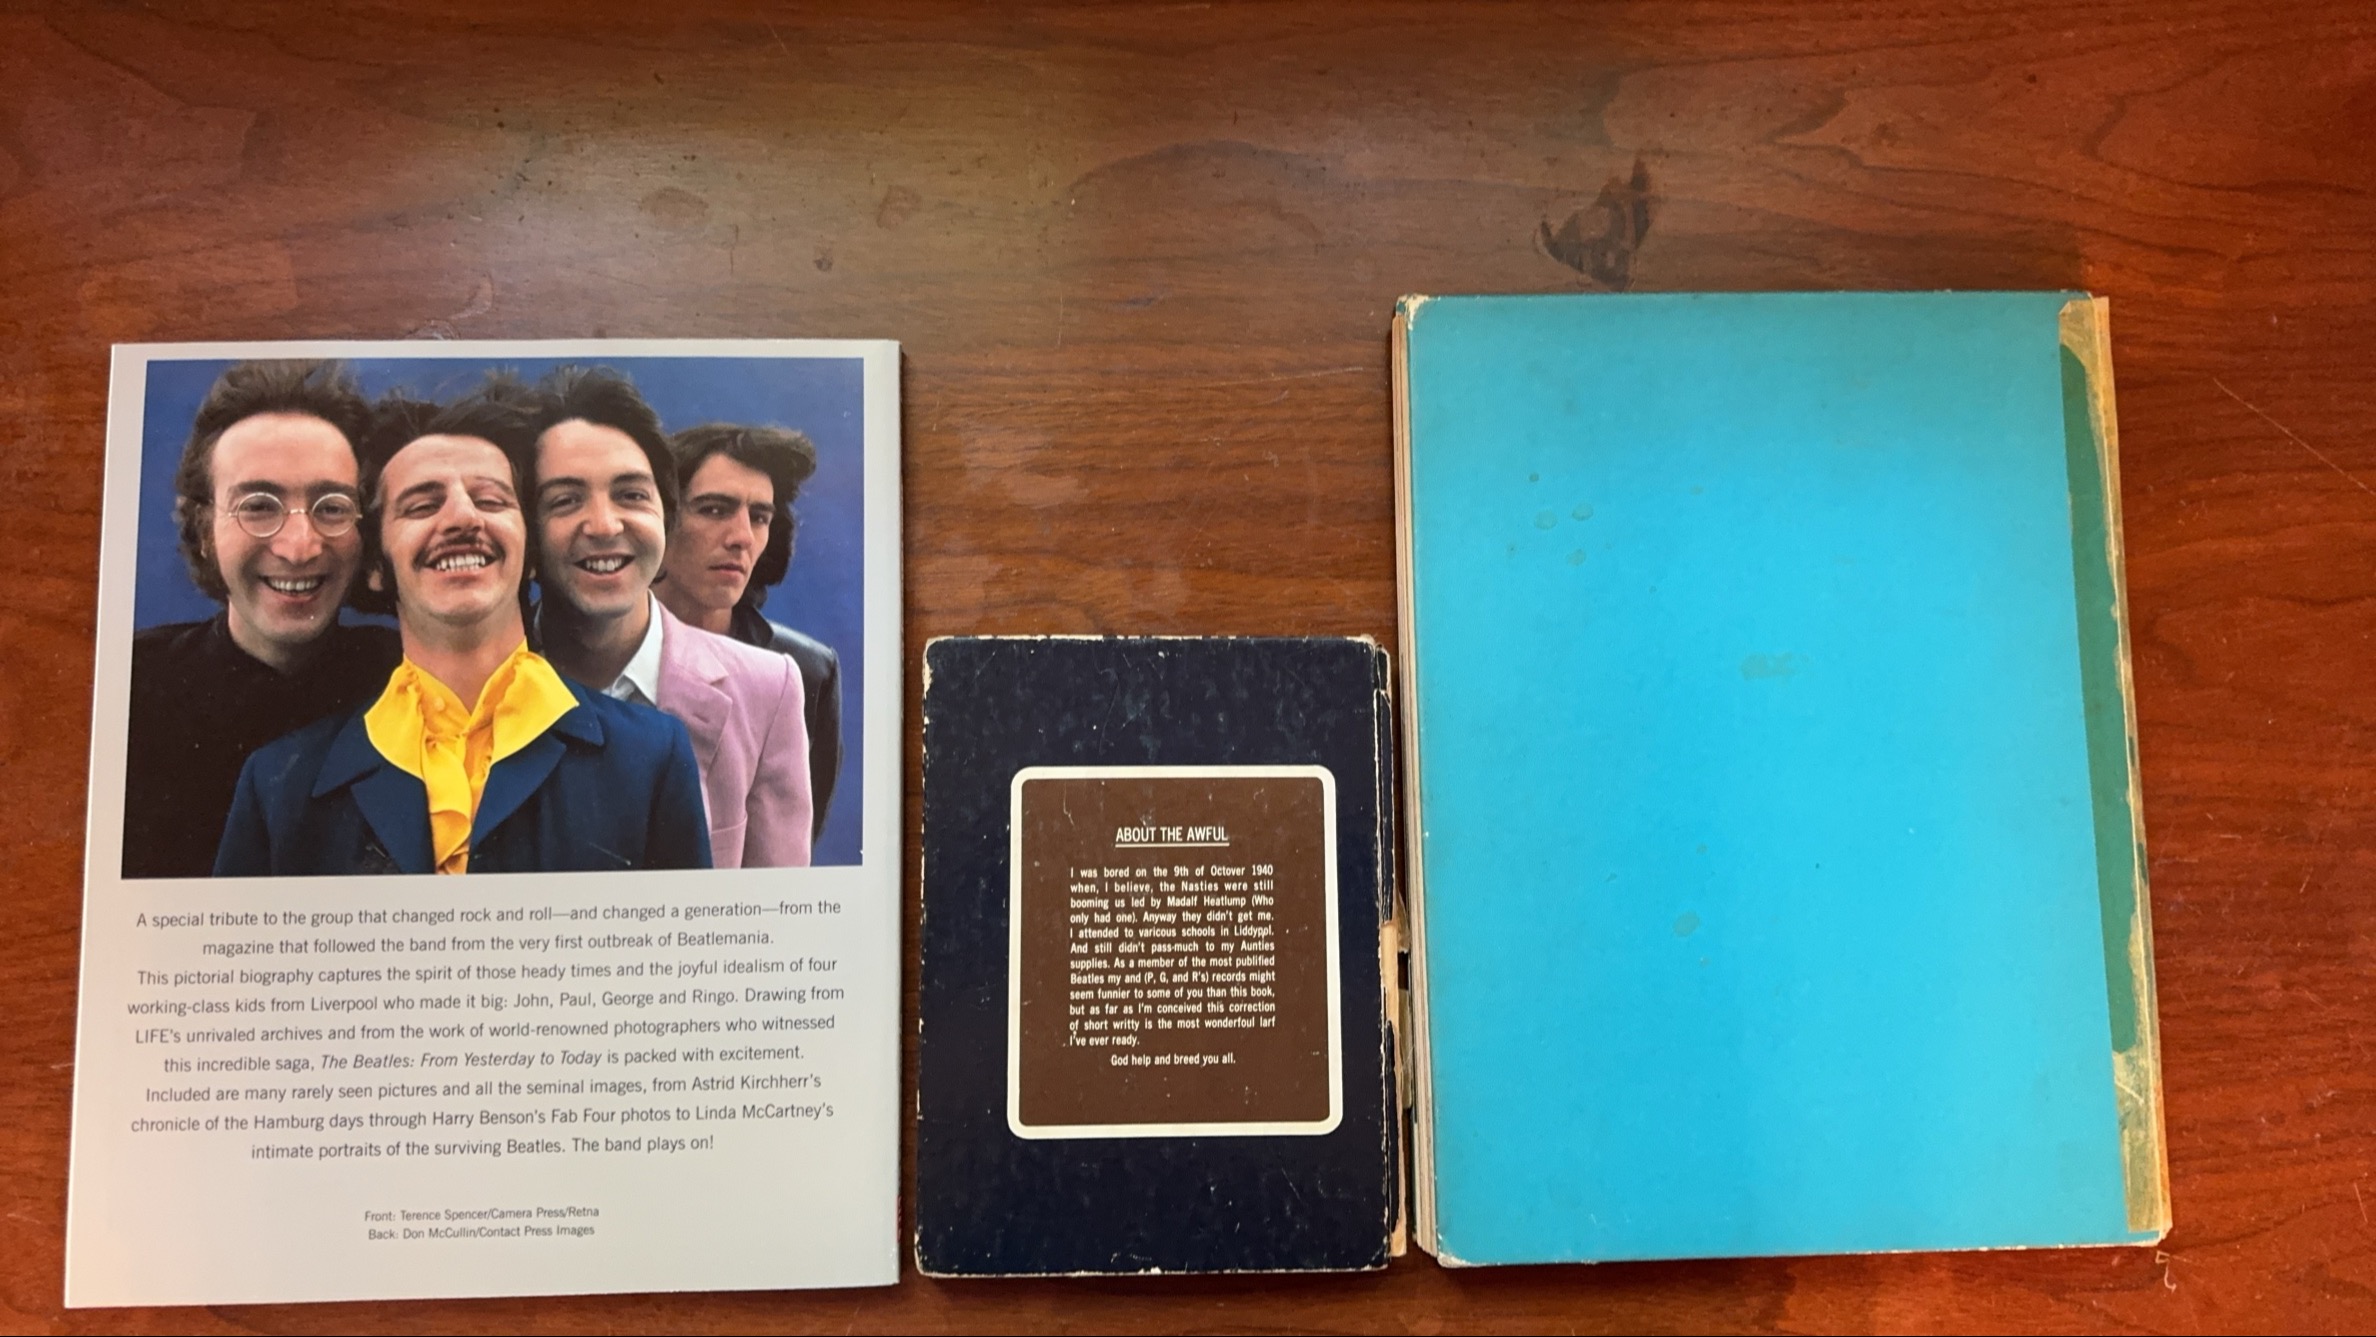 A special tribute to the group that changed rock and roll—and changed a generation—from the
magazine that followed the band from the very first outbreak of Beatlemania.
This pictorial biography captures the spirit of those heady times and the joyful idealism of four
working-class kids from Liverpool who made it big: John, Paul, George and Ringo. Drawing from
LIFE's unrivaled archives and from the work of world-renowned photographers who witnessed
this incredible saga, The Beatles: From Yesterday to Today is packed with excitement.
Included are many rarely seen pictures and all the seminal images, from Astrid Kirchherr's
chronicle of the Hamburg days through Harry Benson's Fab Four photos to Linda McCartney's
intimate portraits of the surviving Beatles. The band plays on!
Front: Terence Spencer/Camera Press/Retna
Back: Don McCullin/Contact Press Images
ABOUT THE AWFUL
I was bored on the 9th of Octover 1940
when, I believe, the Nasties were still
booming us led by Madalf Heatlump (Who
only had one). Anyway they didn't get me.
I attended to varicous schools in Liddypol.
And still didn't pass-much to my Aunties
supplies. As a member of the most publified
Beatles my and (P, G, and R's) records might
seem funnier to some of you than this book,
but as far as I'm conceived this correction
of short writty is the most wonderfoul larf
I've ever ready.
God help and breed you all.